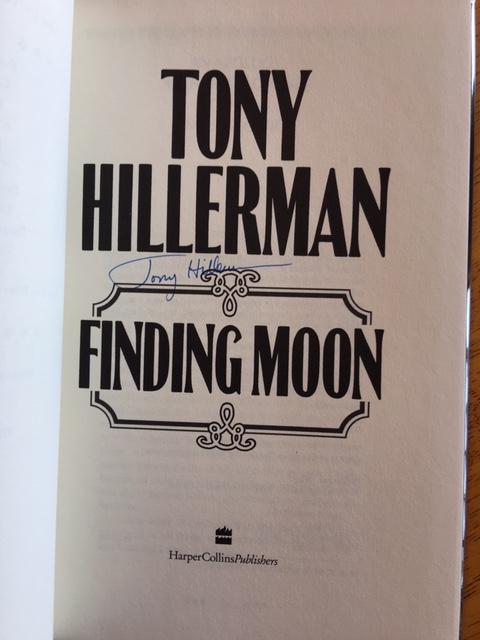 TONY
HILLERMAN
Tony Hillerman
FINDING MOON
HarperCollinsPublishers